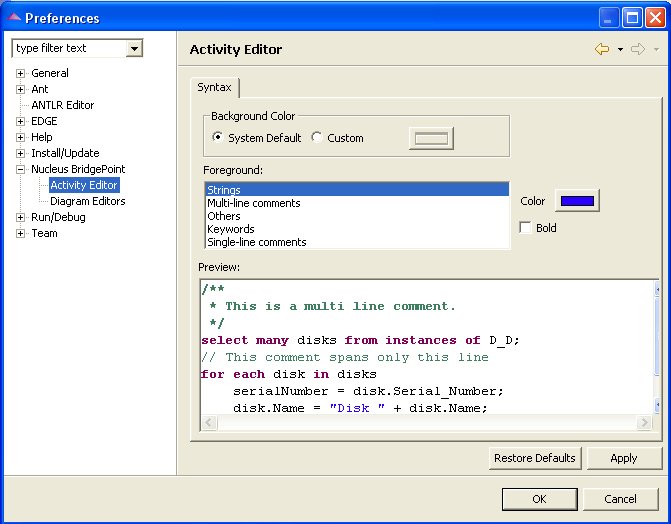 Preferences
type filter text
General
Ant
ANTLR Editor
EDGE
Help
Install/Update
Nucleus BridgePoint
Activity Editor
Diagram Editors
Run/Debug
Team
Activity Editor
Syntax
Background Color
System Default
Custom
Foreground:
Strings
Multi-line comments
Others
Keywords
Single-line comments
Color
Bold
Preview:
/**
 * This is a multi line comment.
 */
select many disks from instances of D_D;
// This comment spans only this line
for each disk in disks
    serialNumber = disk.Serial_Number;
    disk.Name = "Disk " + disk.Name;
Restore Defaults
Apply
OK
Cancel